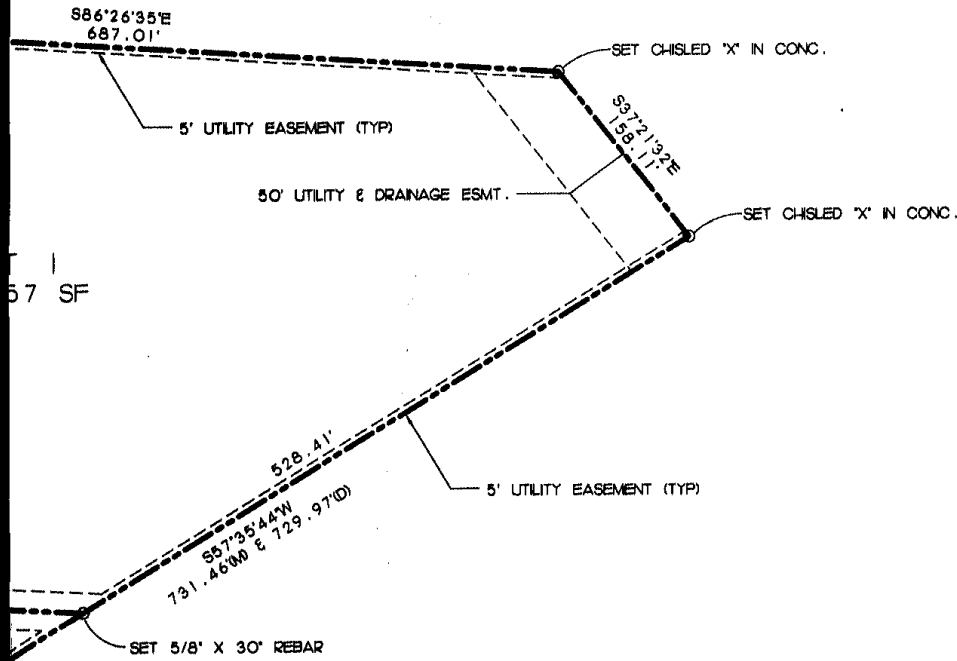 S86°26'35"E
687.01'
SET CHISLED "X" IN CONC.
5' UTILITY EASEMENT (TYP)
S37°21'32"E
158.11'
50' UTILITY & DRAINAGE ESMT.
SET CHISLED "X" IN CONC.
57 SF
528.41'
S57°35'44"W
731.46'(M) & 729.97'(D)
5' UTILITY EASEMENT (TYP)
SET 5/8" X 30" REBAR